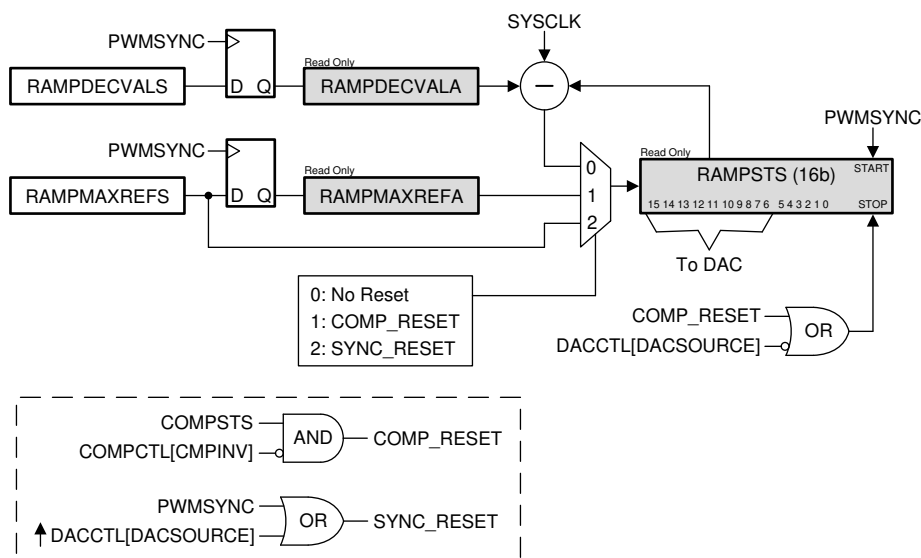 SYSCLK
PWMSYNC
Read Only
RAMPDECVALS
D Q
RAMPDECVALA
−
PWMSYNC
PWMSYNC
Read Only
Read Only
0
RAMPSTS (16b)
START
RAMPMAXREFS
D Q
RAMPMAXREFA
1
15 14 13 12 11 10 9 8 7 6 5 4 3 2 1 0
STOP
2
To DAC
0: No Reset
1: COMP_RESET
2: SYNC_RESET
COMP_RESET
OR
DACCTL[DACSOURCE]
COMPSTS
AND
COMP_RESET
COMPCTL[CMPINV]
PWMSYNC
OR
SYNC_RESET
DACCTL[DACSOURCE]